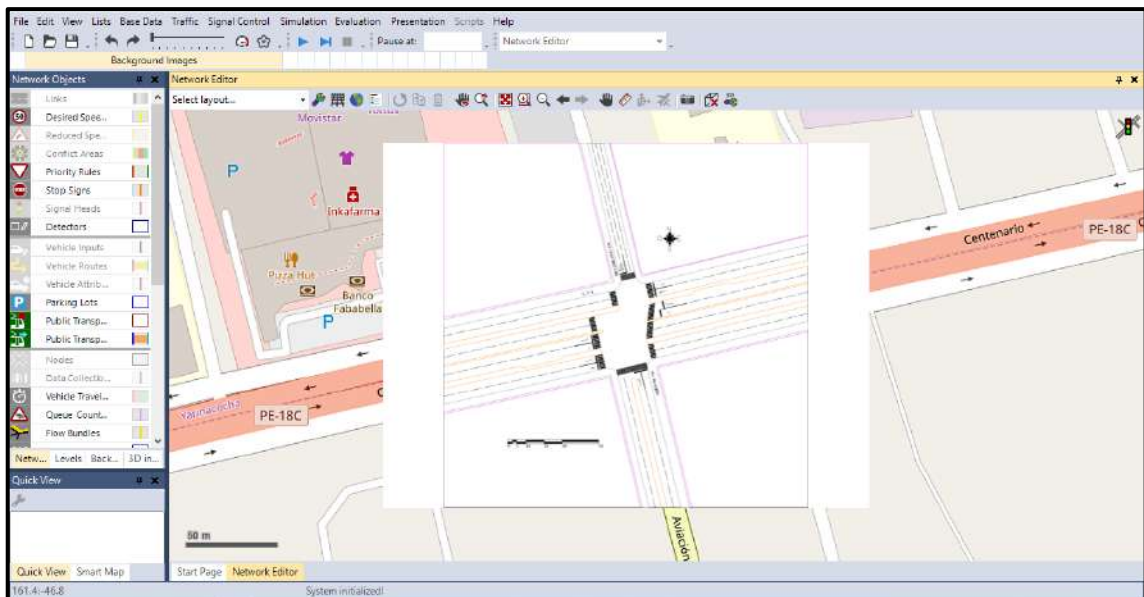 File Edit View Lists Base Data Traffic Signal Control Simulation Evaluation Presentation Scripts Help
Pause at: Network Editor
Background Images
Network Objects
Network Editor
Links
Desired Spee...
Reduced Spe...
Conflict Areas
Priority Rules
Stop Signs
Signal Heads
Detectors
Vehicle Inputs
Vehicle Routes
Vehicle Attrib...
Parking Lots
Public Transp...
Public Transp...
Nodes
Data Collectio...
Vehicle Travel...
Queue Count...
Flow Bundles
Netw... Levels Back... 3D in...
Quick View
Quick View Smart Map
Select layout...
Movistar
P
Inkafarma
Pizza Hut
Banco
Fababella
P
Centenario
PE-18C
Yarinacocha
PE-18C
Aviación
50 m
Start Page Network Editor
161.4:-46.8 System initialized!